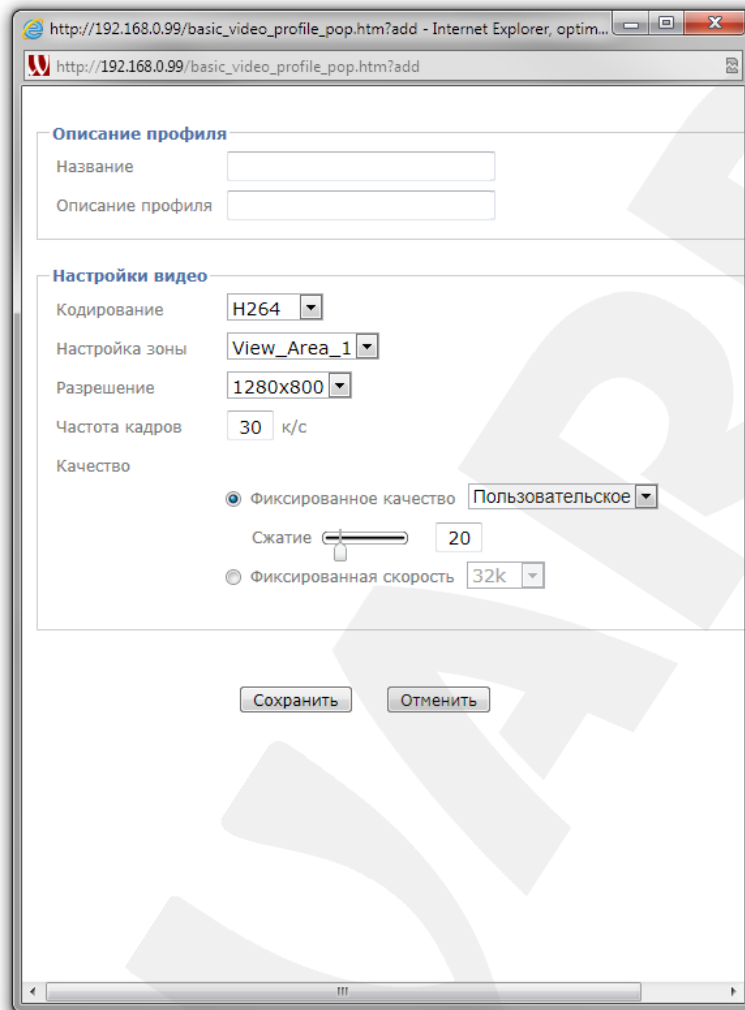 http://192.168.0.99/basic_video_profile_pop.htm?add - Internet Explorer, optim...
http://192.168.0.99/basic_video_profile_pop.htm?add
Описание профиля
Название
Описание профиля
Настройки видео
Кодирование H264
Настройка зоны View_Area_1
Разрешение 1280x800
Частота кадров 30 к/с
Качество
Фиксированное качество Пользовательское
Сжатие 20
Фиксированная скорость 32k
Сохранить Отменить